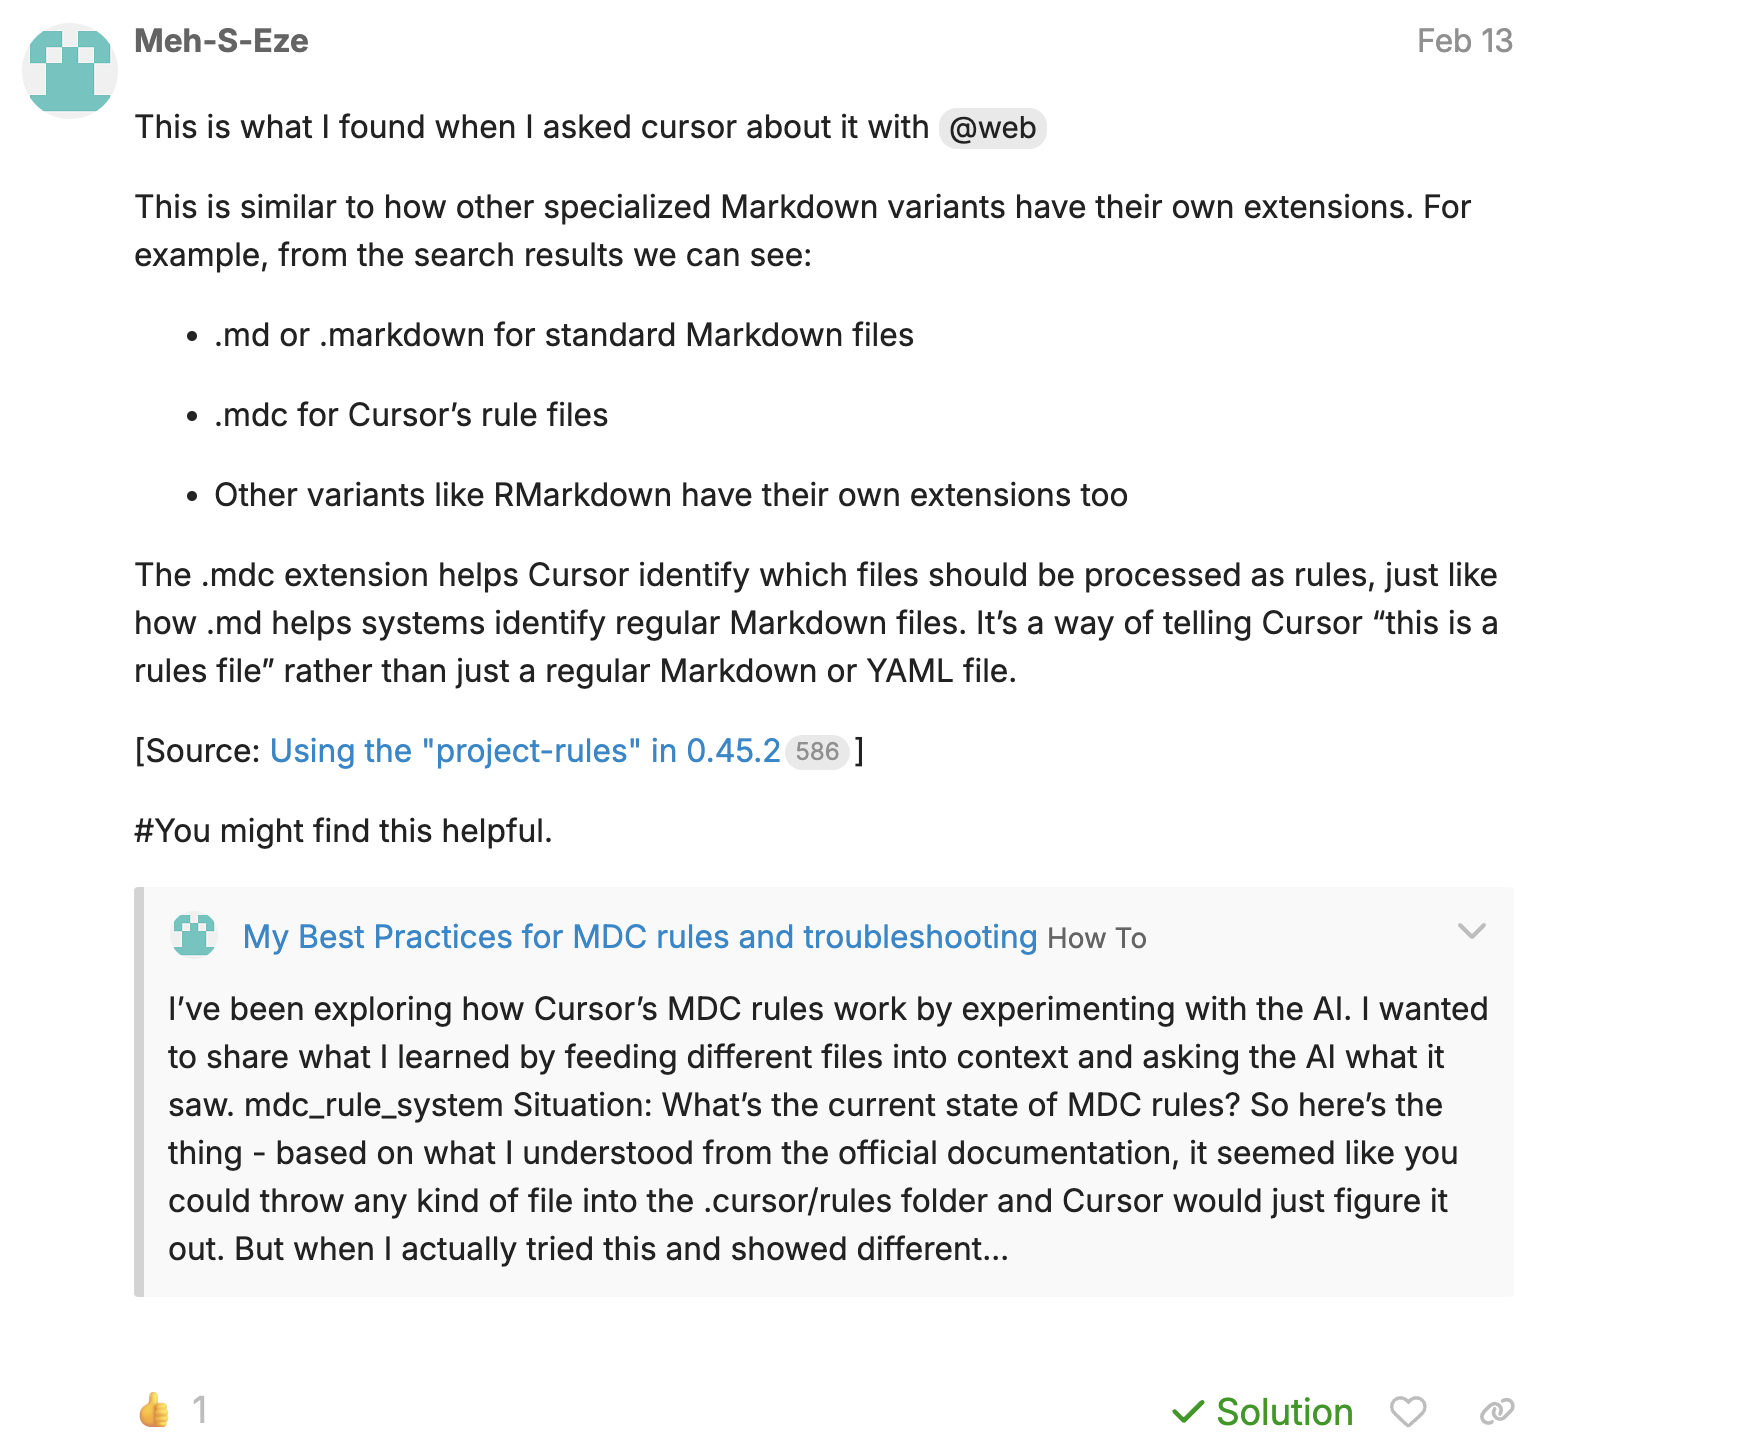 Meh-S-Eze
Feb 13
This is what I found when I asked cursor about it with @web
This is similar to how other specialized Markdown variants have their own extensions. For
example, from the search results we can see:
• .md or .markdown for standard Markdown files
• .mdc for Cursor’s rule files
• Other variants like RMarkdown have their own extensions too
The .mdc extension helps Cursor identify which files should be processed as rules, just like
how .md helps systems identify regular Markdown files. It’s a way of telling Cursor “this is a
rules file” rather than just a regular Markdown or YAML file.
[Source: Using the "project-rules" in 0.45.2 586 ]
#You might find this helpful.
My Best Practices for MDC rules and troubleshooting How To
I’ve been exploring how Cursor’s MDC rules work by experimenting with the AI. I wanted
to share what I learned by feeding different files into context and asking the AI what it
saw. mdc_rule_system Situation: What’s the current state of MDC rules? So here’s the
thing - based on what I understood from the official documentation, it seemed like you
could throw any kind of file into the .cursor/rules folder and Cursor would just figure it
out. But when I actually tried this and showed different…
1
Solution